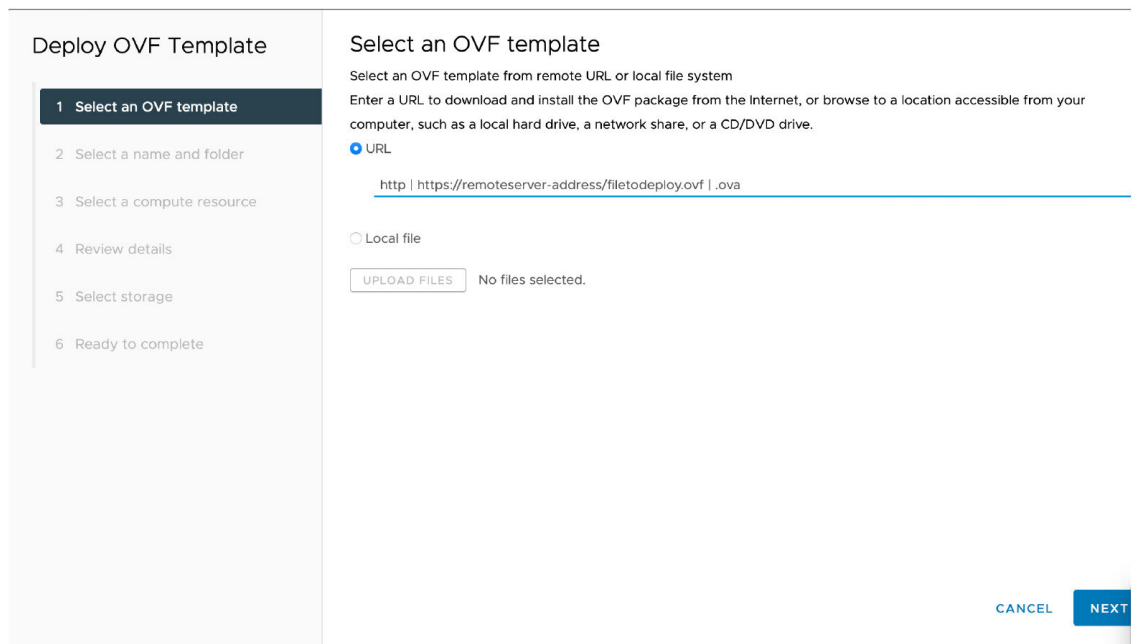 Deploy OVF Template
1 Select an OVF template
2 Select a name and folder
3 Select a compute resource
4 Review details
5 Select storage
6 Ready to complete
Select an OVF template
Select an OVF template from remote URL or local file system
Enter a URL to download and install the OVF package from the Internet, or browse to a location accessible from your
computer, such as a local hard drive, a network share, or a CD/DVD drive.
URL
http | https://remoteserver-address/filetodeploy.ovf | .ova
Local file
UPLOAD FILES No files selected.
CANCEL NEXT